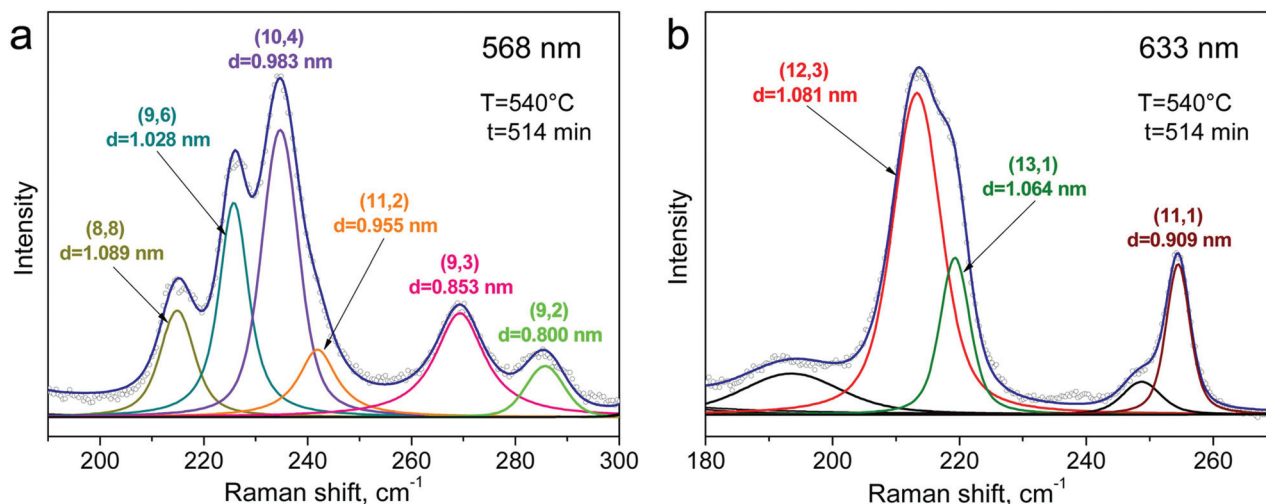 a
568 nm
T=540°C
t=514 min
(10,4)
d=0.983 nm
(9,6)
d=1.028 nm
(8,8)
d=1.089 nm
(11,2)
d=0.955 nm
(9,3)
d=0.853 nm
(9,2)
d=0.800 nm
Intensity
200 220 240 260 280 300
Raman shift, cm⁻¹
b
633 nm
T=540°C
t=514 min
(12,3)
d=1.081 nm
(13,1)
d=1.064 nm
(11,1)
d=0.909 nm
Intensity
180 200 220 240 260
Raman shift, cm⁻¹